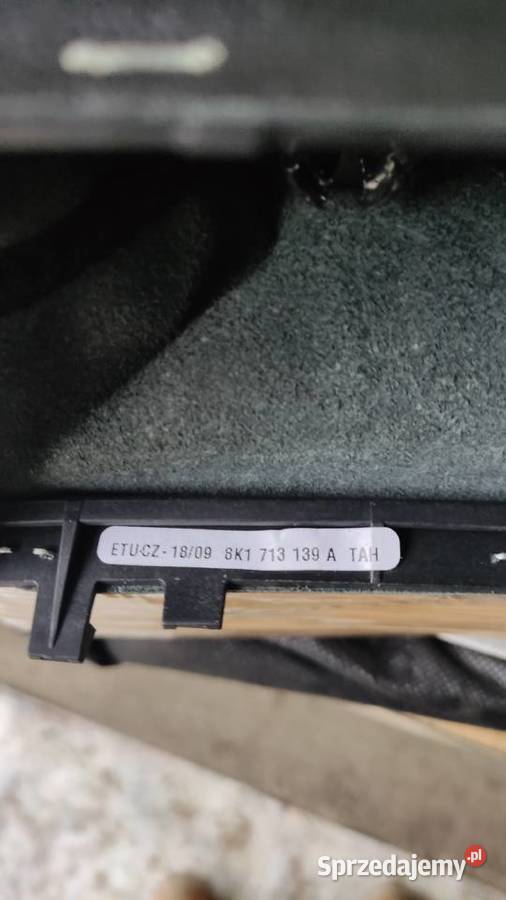 ETU-CZ - 18/09 8K1 713 139 A TAH
Sprzedajemy.pl